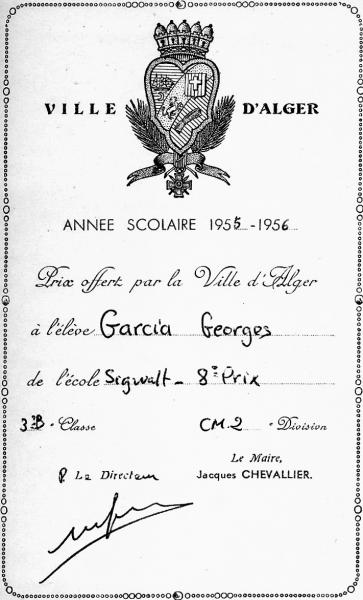 VILLE D'ALGER
ANNEE SCOLAIRE 1955-1956
Prix offert par la Ville d'Alger
à l'élève Garcia Georges
de l'école Sigwalt - 8e Prix
3e B - Classe CM.2 - Division
P. Le Directeur
Le Maire,
Jacques CHEVALLIER.